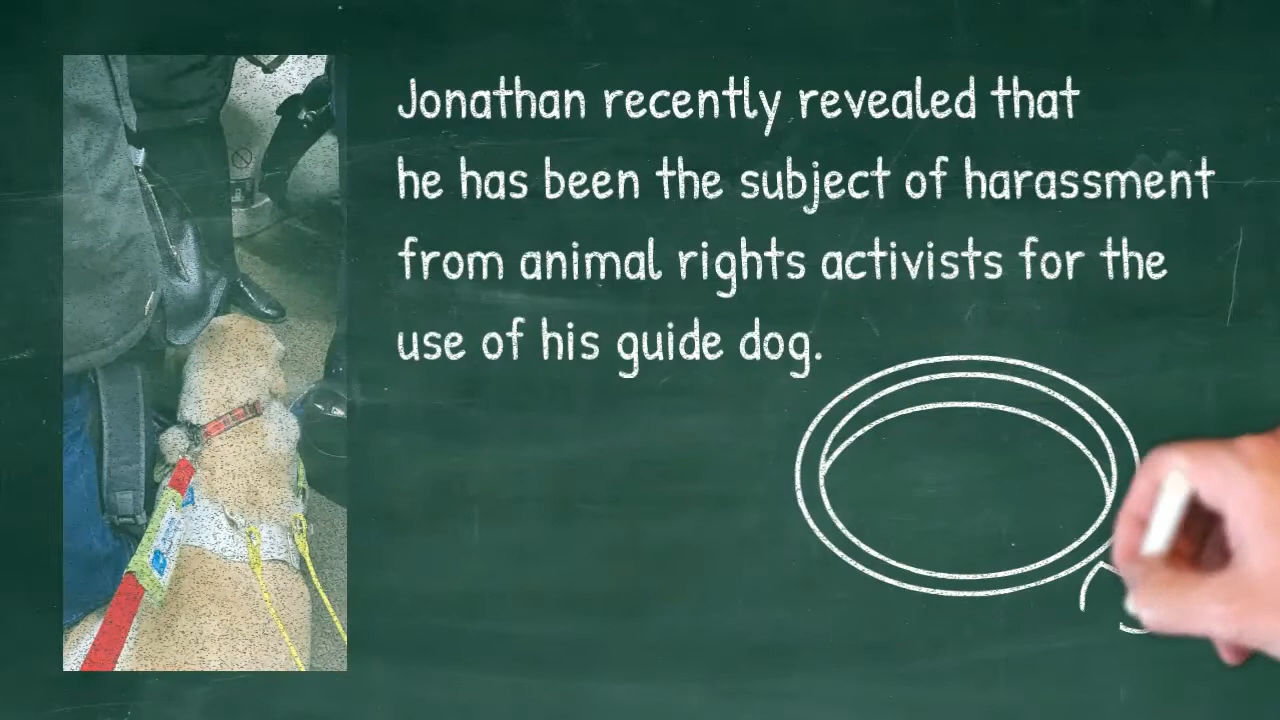 Jonathan recently revealed that
he has been the subject of harassment
from animal rights activists for the
use of his guide dog.